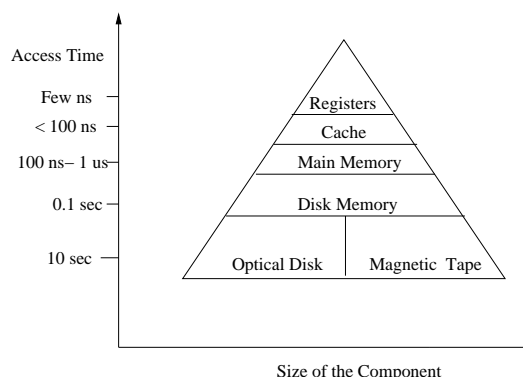 Access Time
Few ns
< 100 ns
100 ns– 1 us
0.1 sec
10 sec
Registers
Cache
Main Memory
Disk Memory
Optical Disk
Magnetic Tape
Size of the Component